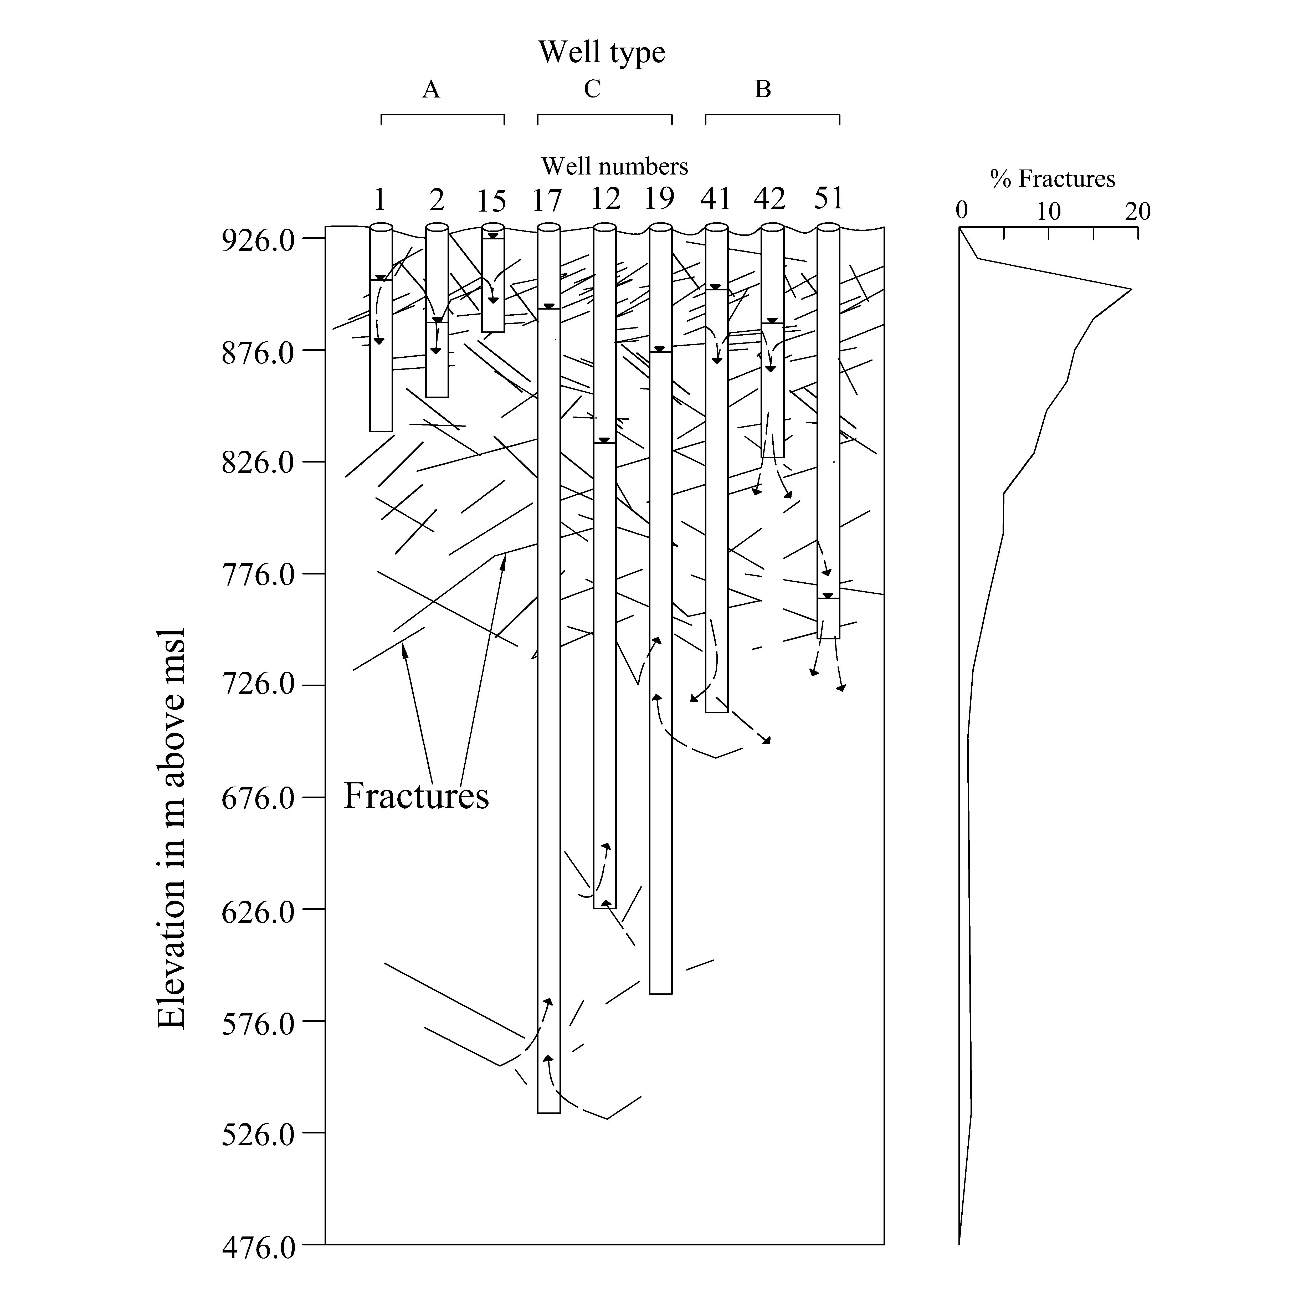 Well type
A C B
Well numbers
1 2 15 17 12 19 41 42 51
% Fractures
0 10 20
926.0
876.0
826.0
776.0
726.0
676.0
626.0
576.0
526.0
476.0
Elevation in m above msl
Fractures